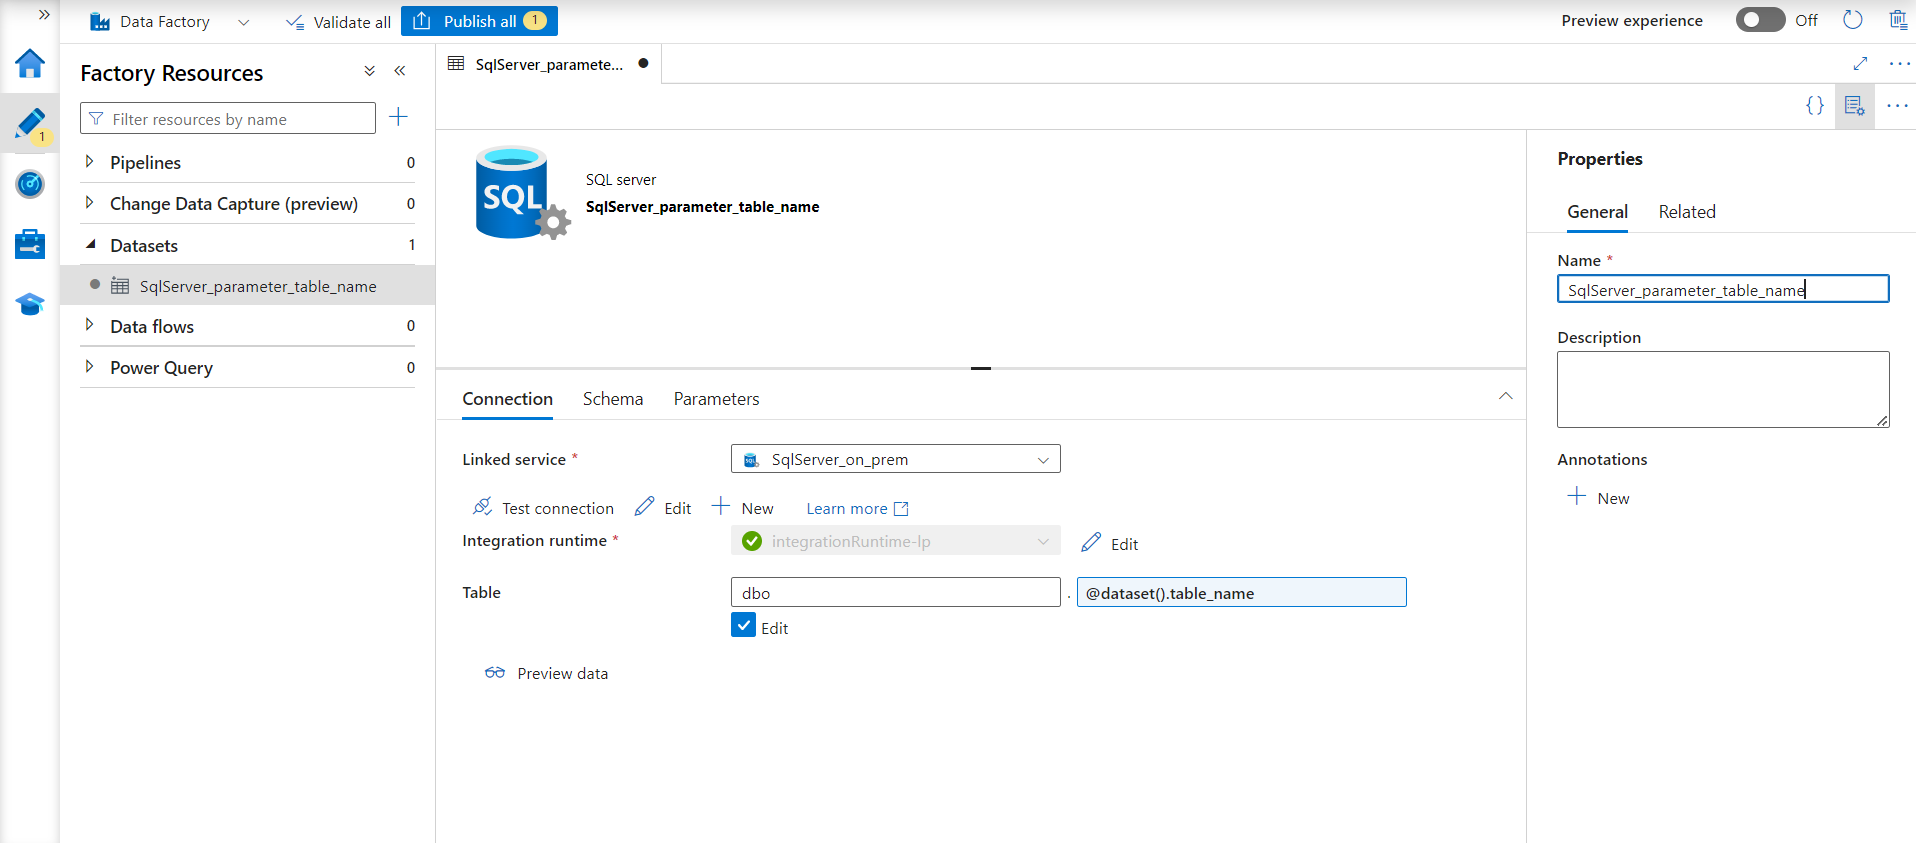 Data Factory
Validate all
Publish all 1
Preview experience
Off
1
Factory Resources
Filter resources by name
Pipelines 0
Change Data Capture (preview) 0
Datasets 1
SqlServer_parameter_table_name
Data flows 0
Power Query 0
SqlServer_paramete...
SQL
SQL server
SqlServer_parameter_table_name
Connection Schema Parameters
Linked service *
SQL SqlServer_on_prem
Test connection Edit New Learn more
Integration runtime *
integrationRuntime-lp
Edit
Table
dbo . @dataset().table_name
Edit
Preview data
{}
Properties
General Related
Name *
SqlServer_parameter_table_name
Description
Annotations
New